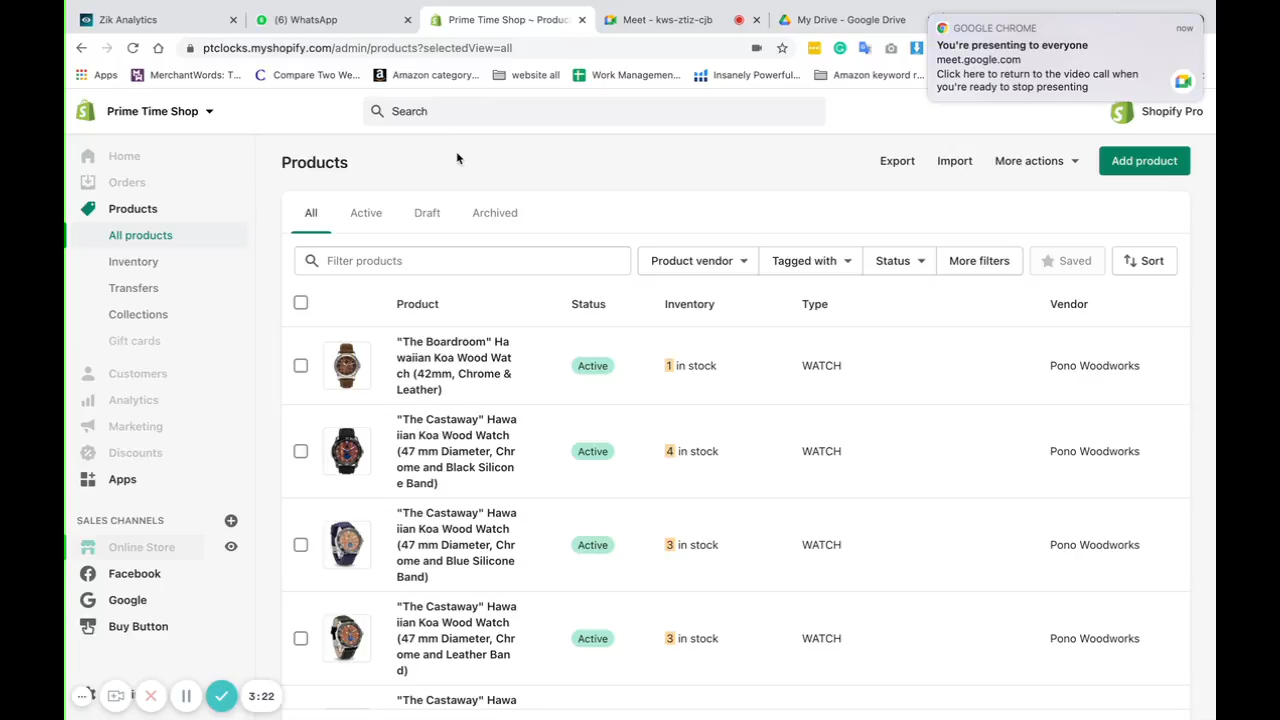 Zik Analytics
(6) WhatsApp
Prime Time Shop ~ Produc
Meet - kws-ztiz-cjb
My Drive - Google Drive
ptclocks.myshopify.com/admin/products?selectedView=all
Apps
MerchantWords: T...
Compare Two We...
Amazon category...
website all
Work Managemen...
Insanely Powerful...
Amazon keyword r...
GOOGLE CHROME
now
You're presenting to everyone
meet.google.com
Click here to return to the video call when
you're ready to stop presenting
Prime Time Shop
Search
Shopify Pro
Home
Orders
Products
All products
Inventory
Transfers
Collections
Gift cards
Customers
Analytics
Marketing
Discounts
Apps
SALES CHANNELS
Online Store
Facebook
Google
Buy Button
3:22
Products
Export
Import
More actions
Add product
All
Active
Draft
Archived
Filter products
Product vendor
Tagged with
Status
More filters
Saved
Sort
Product
Status
Inventory
Type
Vendor
"The Boardroom" Ha
waiian Koa Wood Wat
ch (42mm, Chrome &
Leather)
Active
1 in stock
WATCH
Pono Woodworks
"The Castaway" Hawa
iian Koa Wood Watch
(47 mm Diameter, Chr
ome and Black Silicon
e Band)
Active
4 in stock
WATCH
Pono Woodworks
"The Castaway" Hawa
iian Koa Wood Watch
(47 mm Diameter, Chr
ome and Blue Silicone
Band)
Active
3 in stock
WATCH
Pono Woodworks
"The Castaway" Hawa
iian Koa Wood Watch
(47 mm Diameter, Chr
ome and Leather Ban
d)
Active
3 in stock
WATCH
Pono Woodworks
"The Castaway" Hawa